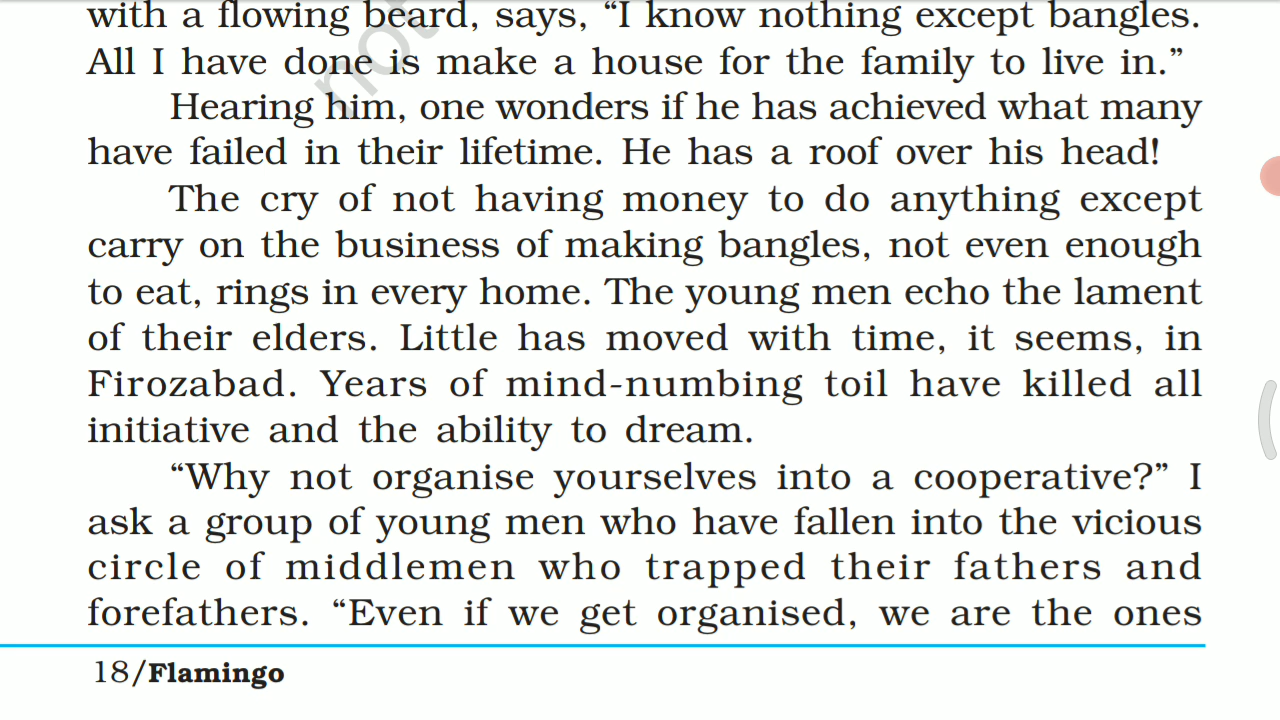 with a flowing beard, says, “I know nothing except bangles.
All I have done is make a house for the family to live in.”
Hearing him, one wonders if he has achieved what many
have failed in their lifetime. He has a roof over his head!
The cry of not having money to do anything except
carry on the business of making bangles, not even enough
to eat, rings in every home. The young men echo the lament
of their elders. Little has moved with time, it seems, in
Firozabad. Years of mind-numbing toil have killed all
initiative and the ability to dream.
“Why not organise yourselves into a cooperative?” I
ask a group of young men who have fallen into the vicious
circle of middlemen who trapped their fathers and
forefathers. “Even if we get organised, we are the ones
18/Flamingo
not